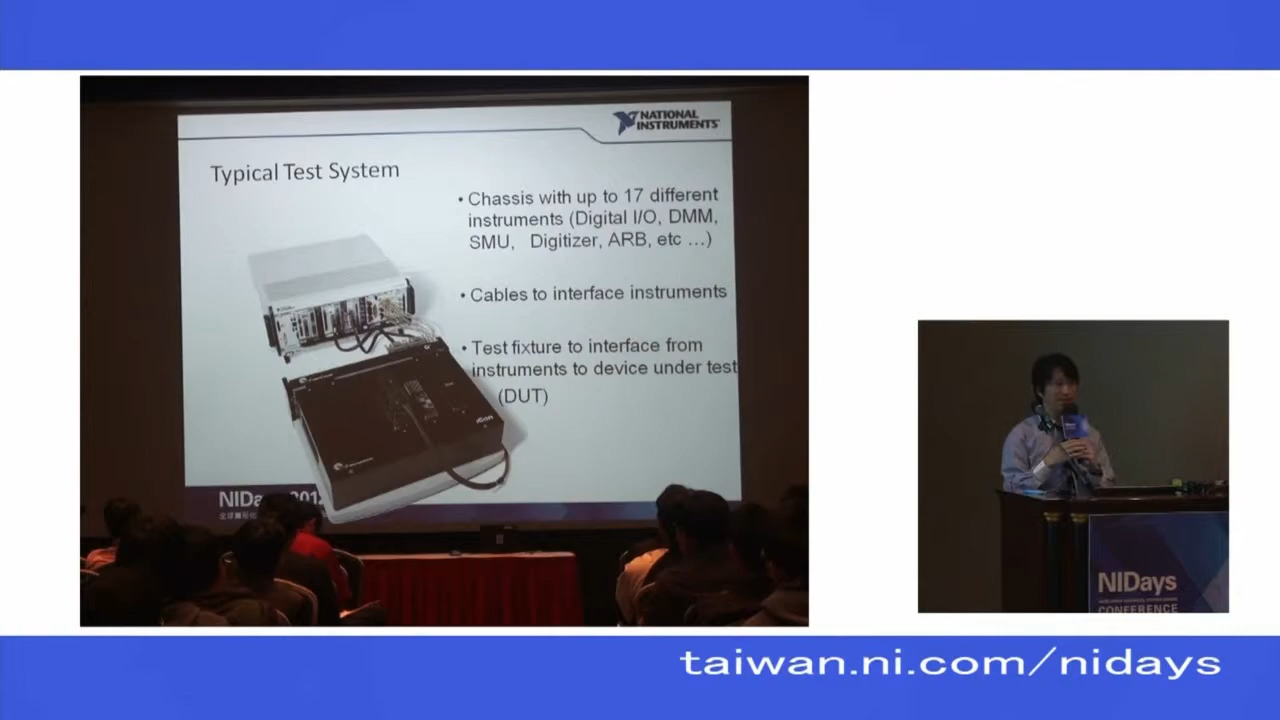 NATIONAL
INSTRUMENTS
Typical Test System
• Chassis with up to 17 different
instruments (Digital I/O, DMM,
SMU, Digitizer, ARB, etc ...)
• Cables to interface instruments
• Test fixture to interface from
instruments to device under test
(DUT)
NIDays
CONFERENCE
taiwan.ni.com/nidays